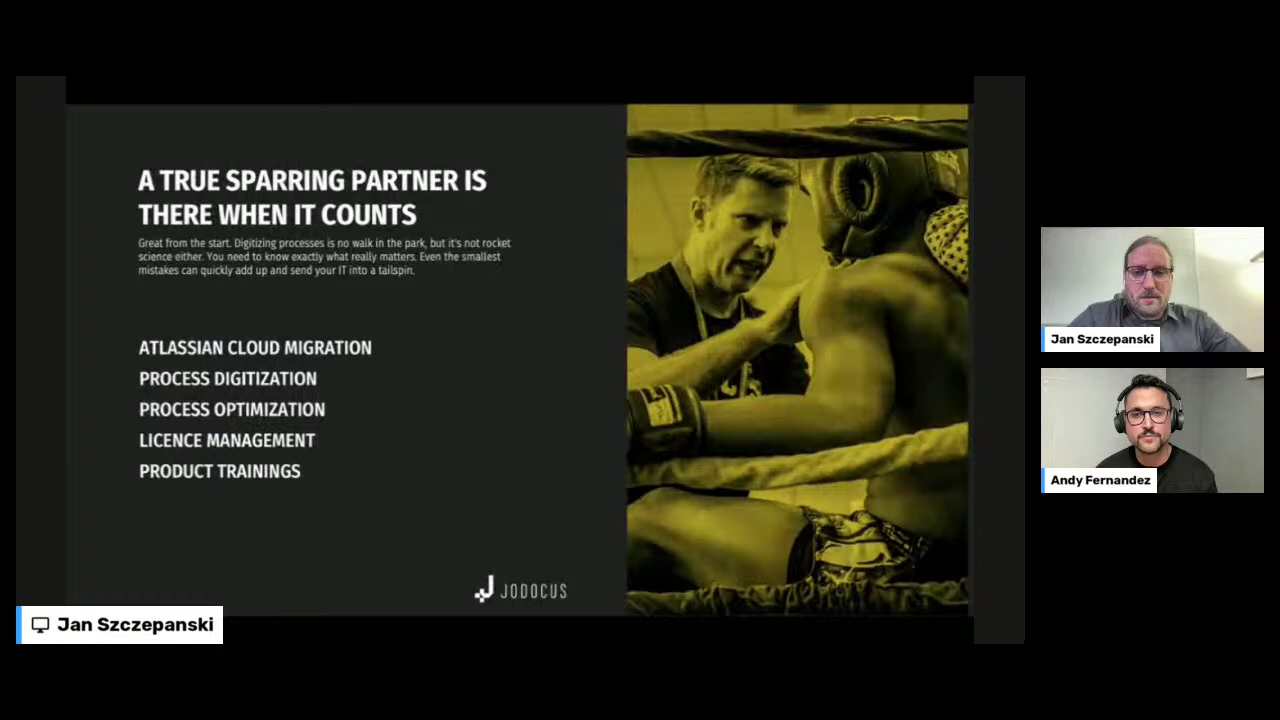 A TRUE SPARRING PARTNER IS
THERE WHEN IT COUNTS
Great from the start. Digitizing processes is no walk in the park, but it's not rocket
science either. You need to know exactly what really matters. Even the smallest
mistakes can quickly add up and send your IT into a tailspin.
ATLASSIAN CLOUD MIGRATION
PROCESS DIGITIZATION
PROCESS OPTIMIZATION
LICENCE MANAGEMENT
PRODUCT TRAININGS
JODOCUS
Jan Szczepanski
Jan Szczepanski
Andy Fernandez